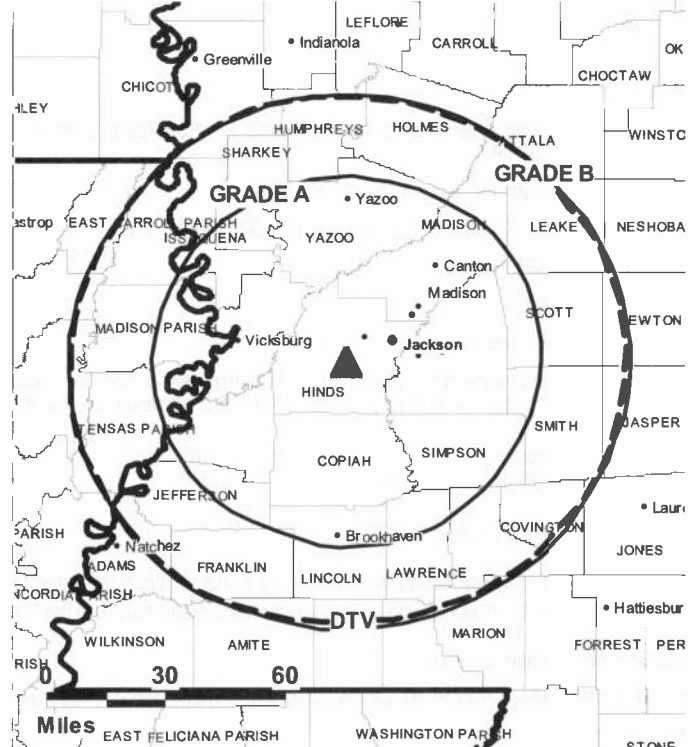 LEFLORE
Indianola
CARROLL
OK
Greenville
CHOCTAW
CHICOT
HLEY
HUMPHREYS
HOLMES
ATTALA
WINSTC
SHARKEY
GRADE B
GRADE A
Yazoo
astrop
EAST CARROLL PARISH
MADISON
LEAKE
NESHOBA
ISSAQUENA
YAZOO
Canton
Madison
SCOTT
EWTON
MADISON PARISH
Vicksburg
Jackson
HINDS
TENSAS PARISH
SMITH
JASPER
COPIAH
SIMPSON
JEFFERSON
Laur
PARISH
Brookhaven
COVINGTON
Natchez
JONES
ADAMS
FRANKLIN
LINCOLN
LAWRENCE
NCORDIA PARISH
Hattiesbur
DTV
WILKINSON
AMITE
MARION
FORREST
PER
RISH
0 30 60
Miles
EAST FELICIANA PARISH
WASHINGTON PARISH
STONE